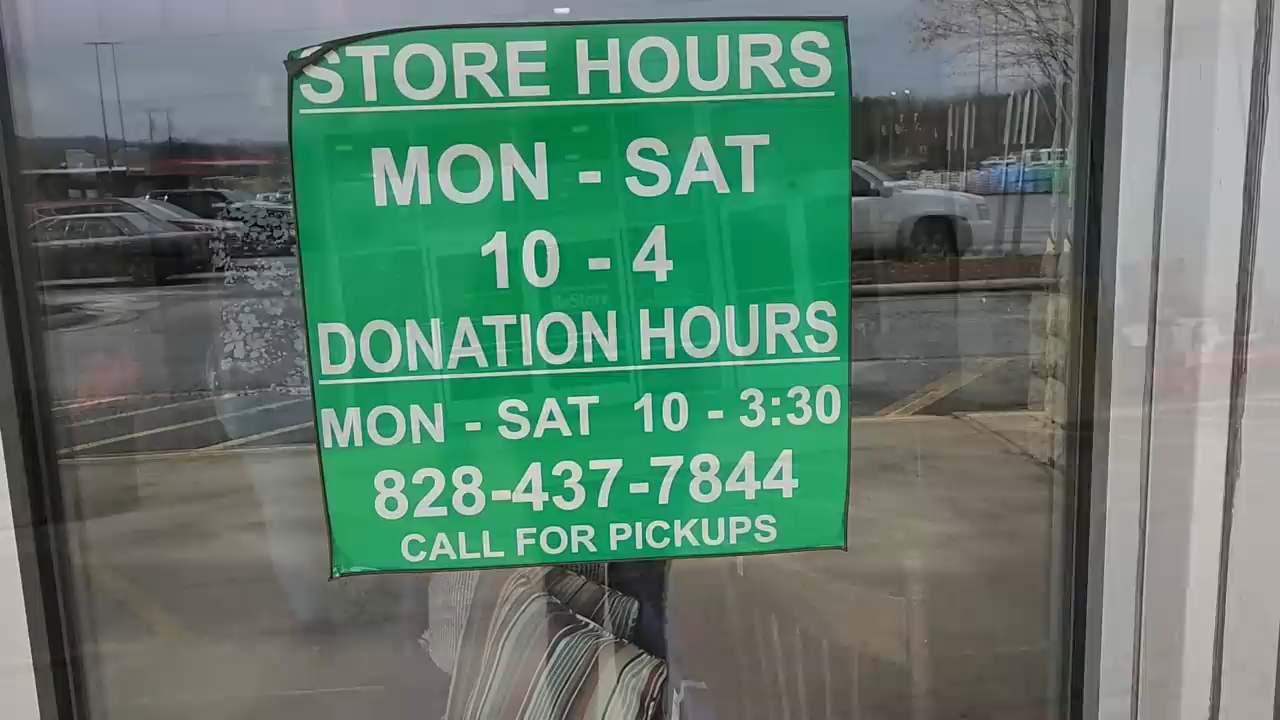 STORE HOURS
MON - SAT
10 - 4
DONATION HOURS
MON - SAT 10 - 3:30
828-437-7844
CALL FOR PICKUPS